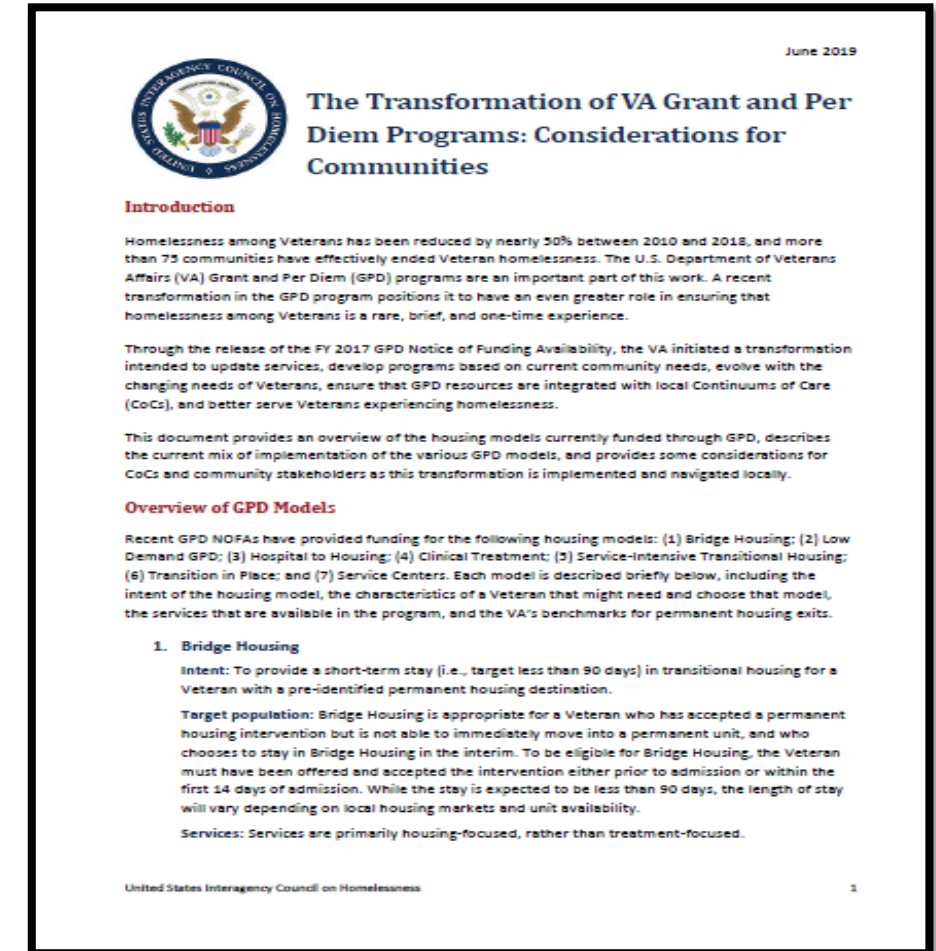 June 2019
UNITED STATES INTERAGENCY COUNCIL ON HOMELESSNESS
The Transformation of VA Grant and Per
Diem Programs: Considerations for
Communities
Introduction
Homelessness among Veterans has been reduced by nearly 50% between 2010 and 2018, and more
than 75 communities have effectively ended Veteran homelessness. The U.S. Department of Veterans
Affairs (VA) Grant and Per Diem (GPD) programs are an important part of this work. A recent
transformation in the GPD program positions it to have an even greater role in ensuring that
homelessness among Veterans is a rare, brief, and one-time experience.
Through the release of the FY 2017 GPD Notice of Funding Availability, the VA initiated a transformation
intended to update services, develop programs based on current community needs, evolve with the
changing needs of Veterans, ensure that GPD resources are integrated with local Continuums of Care
(CoCs), and better serve Veterans experiencing homelessness.
This document provides an overview of the housing models currently funded through GPD, describes
the current mix of implementation of the various GPD models, and provides some considerations for
CoCs and community stakeholders as this transformation is implemented and navigated locally.
Overview of GPD Models
Recent GPD NOFAs have provided funding for the following housing models: (1) Bridge Housing; (2) Low
Demand GPD; (3) Hospital to Housing; (4) Clinical Treatment; (5) Service-Intensive Transitional Housing;
(6) Transition in Place; and (7) Service Centers. Each model is described briefly below, including the
intent of the housing model, the characteristics of a Veteran that might need and choose that model,
the services that are available in the program, and the VA's benchmarks for permanent housing exits.
1. Bridge Housing
Intent: To provide a short-term stay (i.e., target less than 90 days) in transitional housing for a
Veteran with a pre-identified permanent housing destination.
Target population: Bridge Housing is appropriate for a Veteran who has accepted a permanent
housing intervention but is not able to immediately move into a permanent unit, and who
chooses to stay in Bridge Housing in the interim. To be eligible for Bridge Housing, the Veteran
must have been offered and accepted the intervention either prior to admission or within the
first 14 days of admission. While the stay is expected to be less than 90 days, the length of stay
will vary depending on local housing markets and unit availability.
Services: Services are primarily housing-focused, rather than treatment-focused.
United States Interagency Council on Homelessness
1